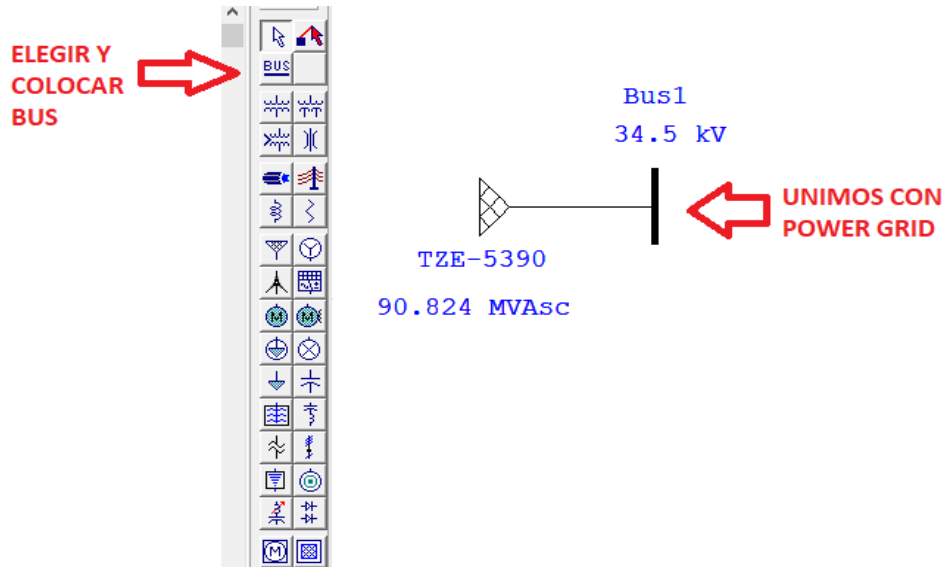 ELEGIR Y
COLOCAR
BUS
BUS
Bus1
34.5 kV
UNIMOS CON
POWER GRID
TZE-5390
90.824 MVAsc
M
M
M